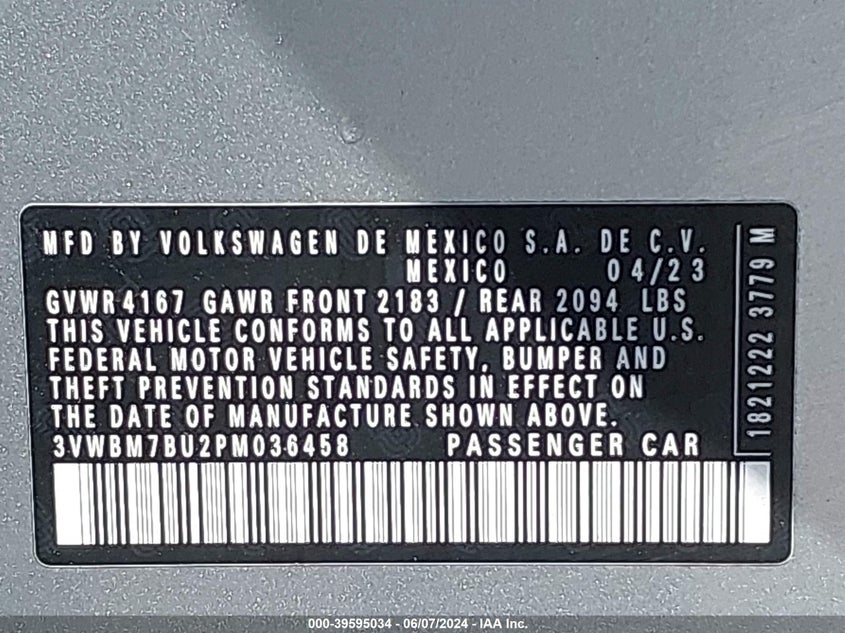 MFD BY VOLKSWAGEN DE MEXICO S.A. DE C.V.
MEXICO 04/23
GVWR 4167 GAWR FRONT 2183 / REAR 2094 LBS
THIS VEHICLE CONFORMS TO ALL APPLICABLE U.S.
FEDERAL MOTOR VEHICLE SAFETY, BUMPER AND
THEFT PREVENTION STANDARDS IN EFFECT ON
THE DATE OF MANUFACTURE SHOWN ABOVE.
3VWBM7BU2PM036458 PASSENGER CAR
1821222 3779 M
000-39595034 - 06/07/2024 - IAA Inc.